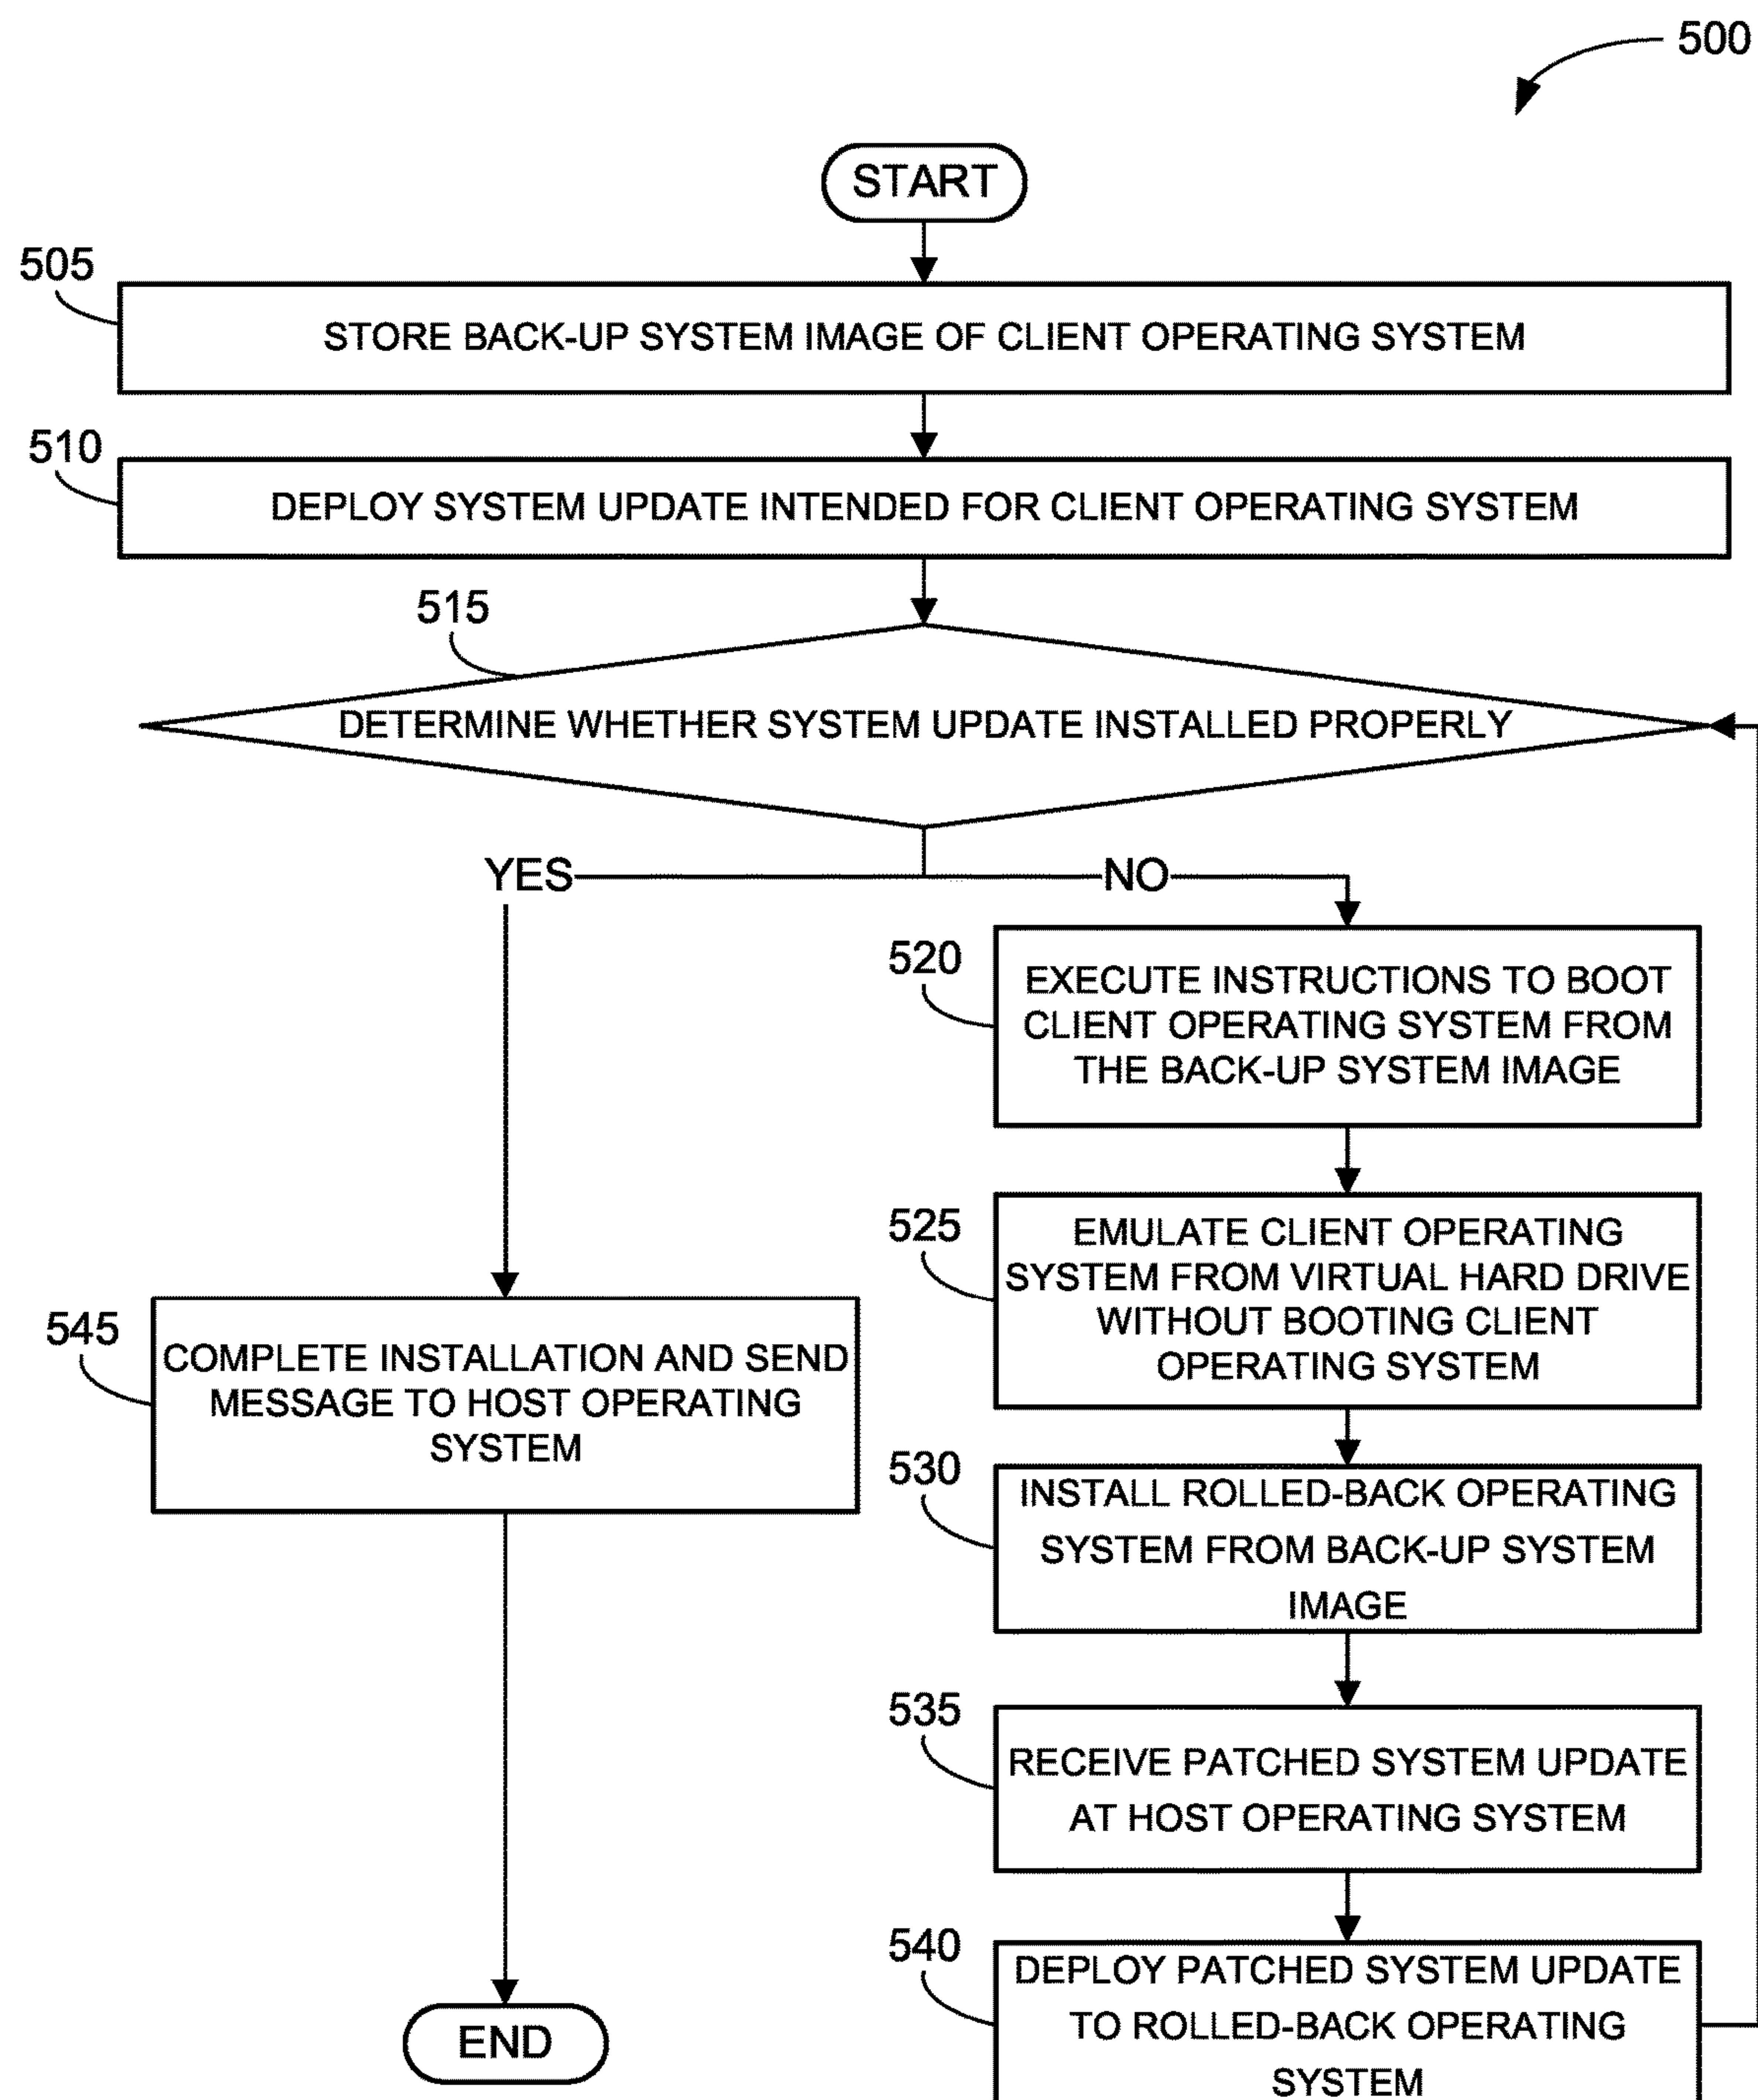 500
START
505
STORE BACK-UP SYSTEM IMAGE OF CLIENT OPERATING SYSTEM
510
DEPLOY SYSTEM UPDATE INTENDED FOR CLIENT OPERATING SYSTEM
515
DETERMINE WHETHER SYSTEM UPDATE INSTALLED PROPERLY
YES
NO
520
EXECUTE INSTRUCTIONS TO BOOT
CLIENT OPERATING SYSTEM FROM
THE BACK-UP SYSTEM IMAGE
525
EMULATE CLIENT OPERATING
SYSTEM FROM VIRTUAL HARD DRIVE
WITHOUT BOOTING CLIENT
OPERATING SYSTEM
545
COMPLETE INSTALLATION AND SEND
MESSAGE TO HOST OPERATING
SYSTEM
530
INSTALL ROLLED-BACK OPERATING
SYSTEM FROM BACK-UP SYSTEM
IMAGE
535
RECEIVE PATCHED SYSTEM UPDATE
AT HOST OPERATING SYSTEM
540
DEPLOY PATCHED SYSTEM UPDATE
TO ROLLED-BACK OPERATING
SYSTEM
END